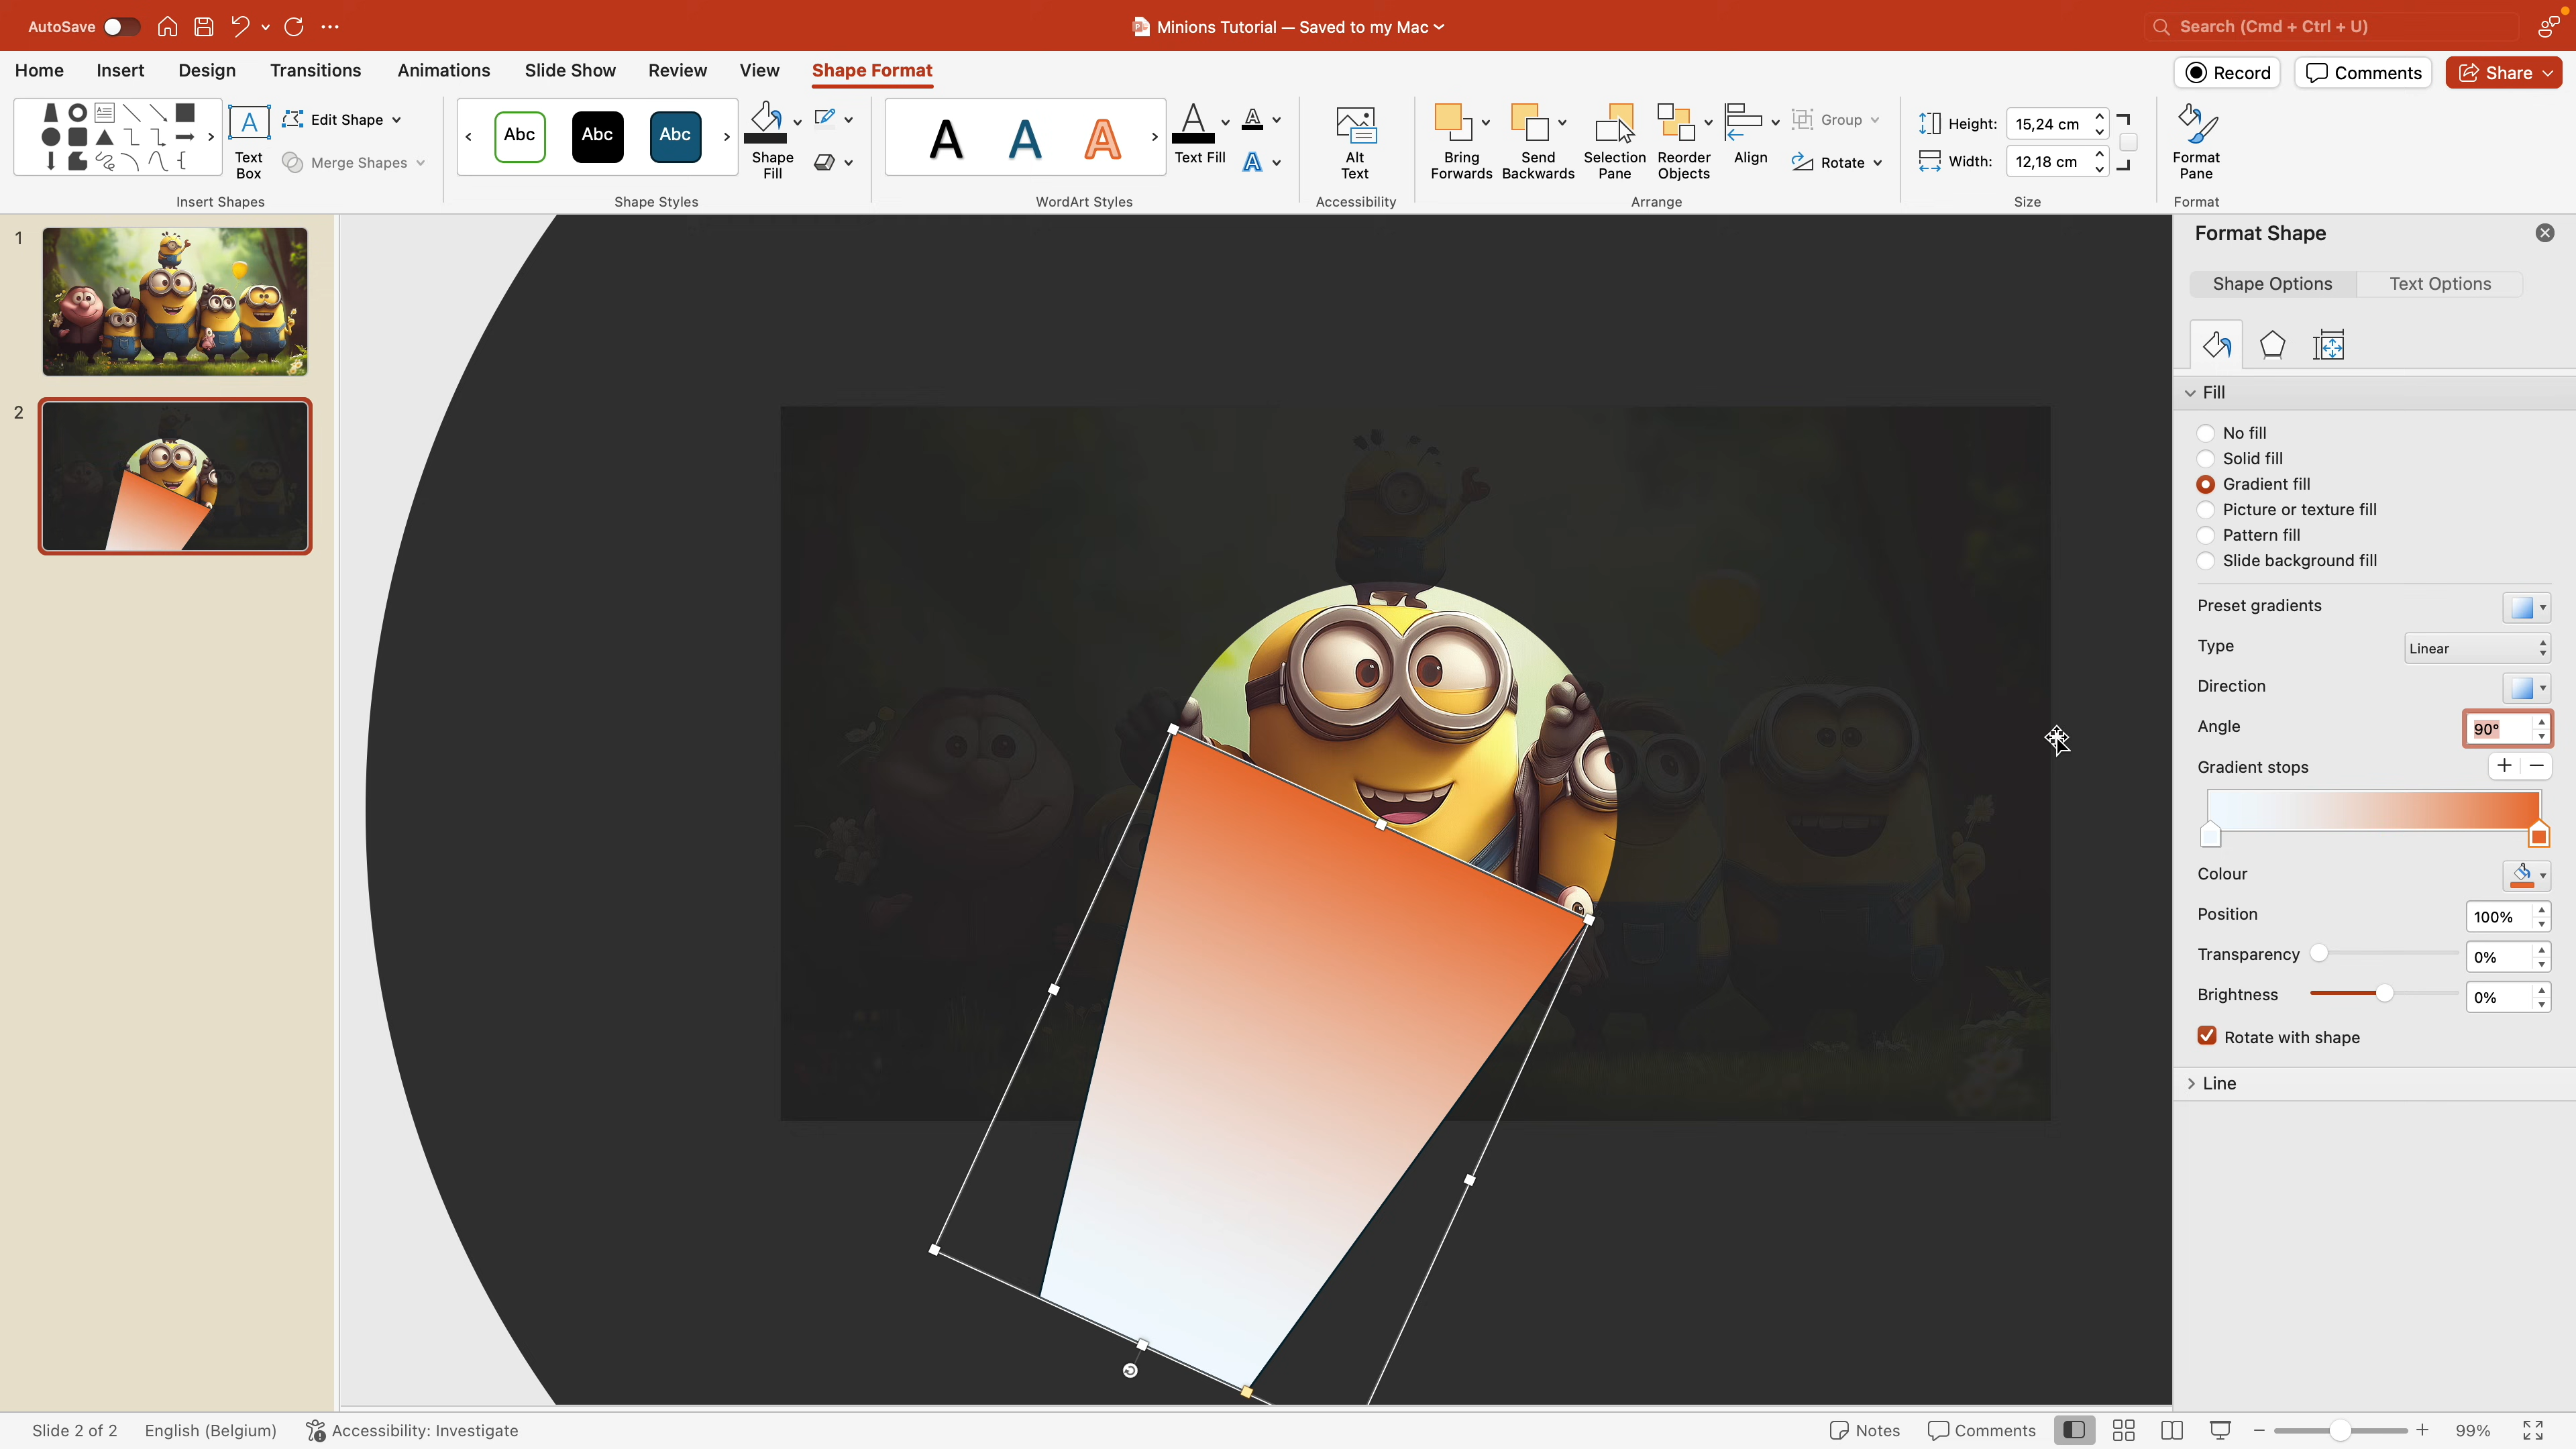 AutoSave
Minions Tutorial — Saved to my Mac
Search (Cmd + Ctrl + U)
Home Insert Design Transitions Animations Slide Show Review View Shape Format
Record Comments Share
Text Box
Edit Shape
Merge Shapes
Insert Shapes
Abc Abc Abc
Shape Fill
Shape Styles
A A A
Text Fill
WordArt Styles
Alt Text
Accessibility
Bring Forwards
Send Backwards
Selection Pane
Reorder Objects
Align
Group
Rotate
Arrange
Height: 15,24 cm
Width: 12,18 cm
Size
Format Pane
Format
1
2
Format Shape
Shape Options Text Options
Fill
No fill
Solid fill
Gradient fill
Picture or texture fill
Pattern fill
Slide background fill
Preset gradients
Type Linear
Direction
Angle 90°
Gradient stops
Colour
Position 100%
Transparency 0%
Brightness 0%
Rotate with shape
Line
Slide 2 of 2 English (Belgium) Accessibility: Investigate
Notes Comments 99%